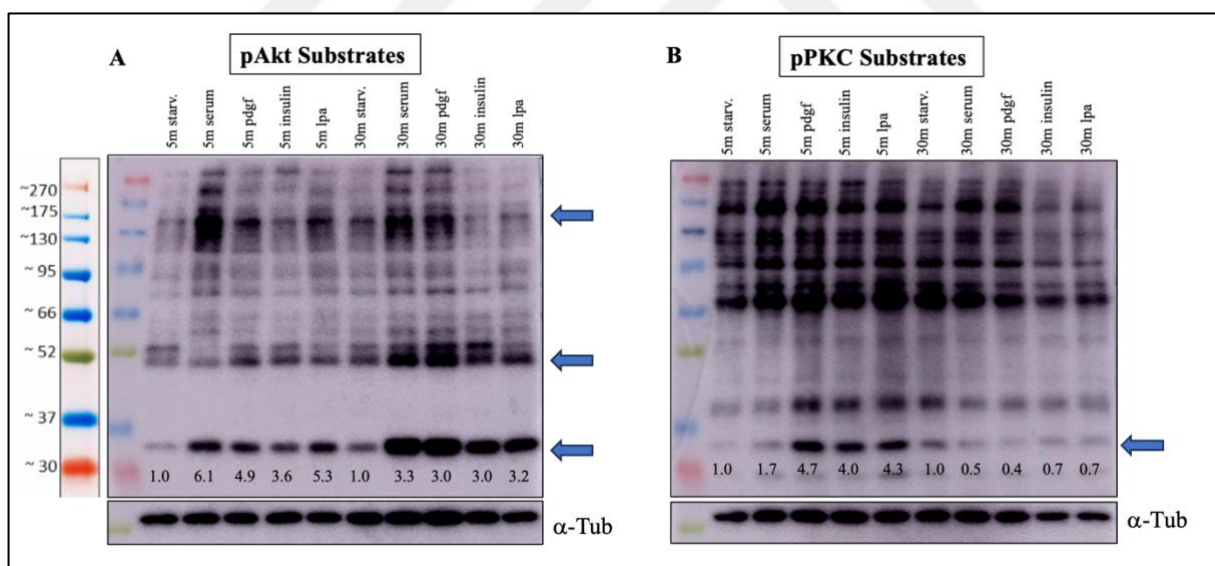 A
pAkt Substrates
5m starv.
5m serum
5m pdgf
5m insulin
5m lpa
30m starv.
30m serum
30m pdgf
30m insulin
30m lpa
~270
~175
~130
~ 95
~ 66
~ 52
~ 37
~ 30
1.0 6.1 4.9 3.6 5.3 1.0 3.3 3.0 3.0 3.2
α-Tub
B
pPKC Substrates
5m starv.
5m serum
5m pdgf
5m insulin
5m lpa
30m starv.
30m serum
30m pdgf
30m insulin
30m lpa
1.0 1.7 4.7 4.0 4.3 1.0 0.5 0.4 0.7 0.7
α-Tub